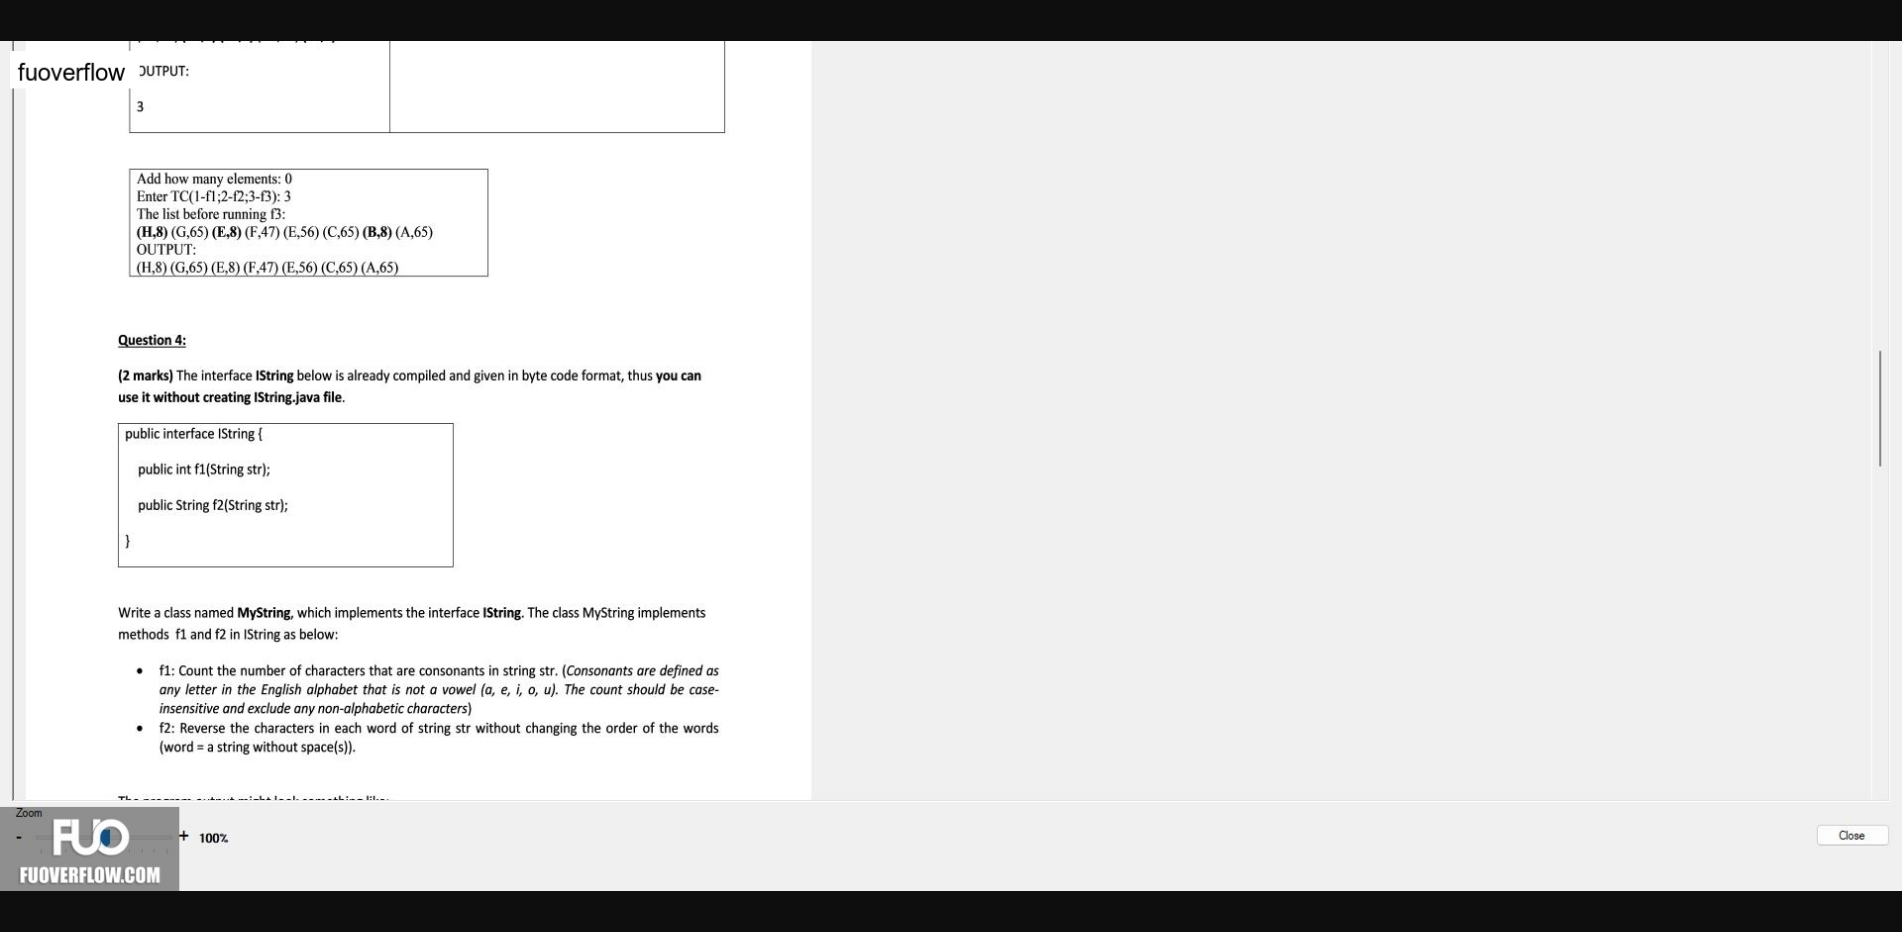 fuoverflow
OUTPUT:
3
Add how many elements: 0
Enter TC(1-f1;2-f2;3-f3): 3
The list before running f3:
(H,8) (G,65) (E,8) (F,47) (E,56) (C,65) (B,8) (A,65)
OUTPUT:
(H,8) (G,65) (E,8) (F,47) (E,56) (C,65) (A,65)
Question 4:
(2 marks) The interface IString below is already compiled and given in byte code format, thus you can
use it without creating IString.java file.
public interface IString {
public int f1(String str);
public String f2(String str);
}
Write a class named MyString, which implements the interface IString. The class MyString implements
methods f1 and f2 in IString as below:
• f1: Count the number of characters that are consonants in string str. (Consonants are defined as
any letter in the English alphabet that is not a vowel (a, e, i, o, u). The count should be case-
insensitive and exclude any non-alphabetic characters)
• f2: Reverse the characters in each word of string str without changing the order of the words
(word = a string without space(s)).
The program output might look something like:
Zoom
- + 100%
Close
FUO
FUOVERFLOW.COM